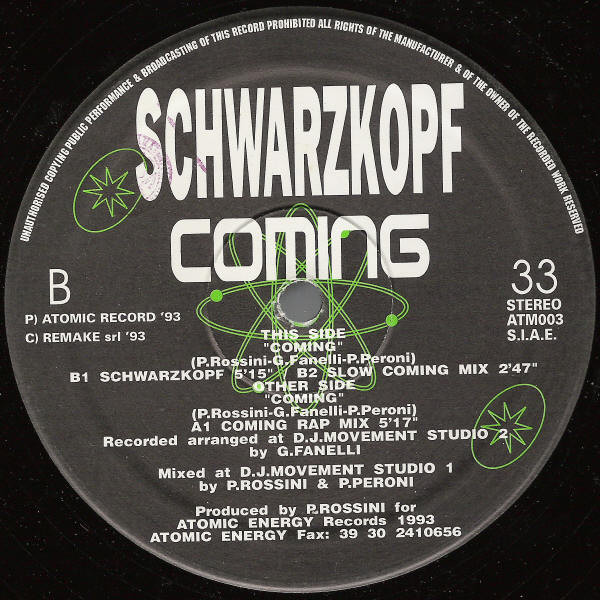 UNAUTHORISED COPYING PUBLIC PERFORMANCE & BROADCASTING OF THIS RECORD PROHIBITED ALL RIGHTS OF THE MANUFACTURER & OF THE OWNER OF THE RECORDED WORK RESERVED
SCHWARZKOPF
COMING
B
33
STEREO
P) ATOMIC RECORD '93
ATM003
C) REMAKE srl '93
S.I.A.E.
THIS SIDE
"COMING"
(P.Rossini-G.Fanelli-P.Peroni)
B1 SCHWARZKOPF 5'15" B2 SLOW COMING MIX 2'47"
OTHER SIDE
"COMING"
(P.Rossini-G.Fanelli-P.Peroni)
A1 COMING RAP MIX 5'17"
Recorded arranged at D.J.MOVEMENT STUDIO 2
by G.FANELLI
Mixed at D.J.MOVEMENT STUDIO 1
by P.ROSSINI & P.PERONI
Produced by P.ROSSINI for
ATOMIC ENERGY Records 1993
ATOMIC ENERGY Fax: 39 30 2410656